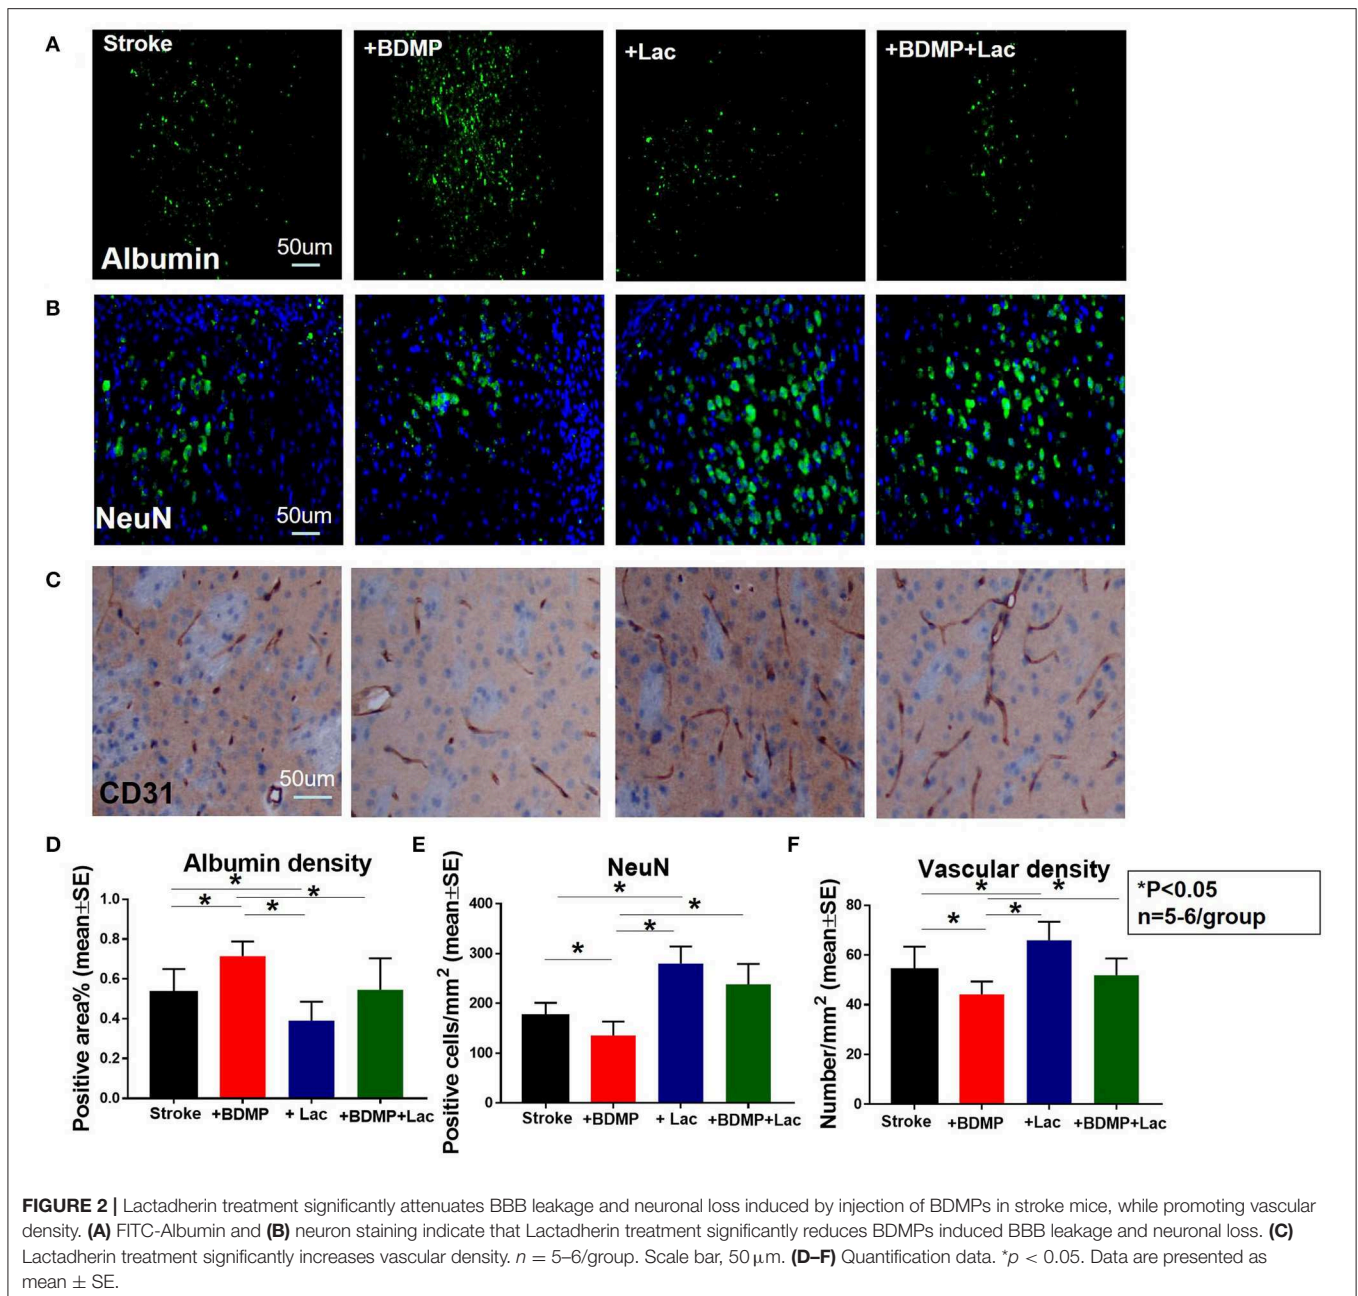 A
Stroke
+BDMP
+Lac
+BDMP+Lac
50um
Albumin
B
NeuN
50um
C
CD31
50um
D
Albumin density
Positive area% (mean±SE)
1.0
0.8
0.6
0.4
0.2
0.0
*
*
*
*
Stroke
+BDMP
+ Lac
+BDMP+Lac
E
NeuN
Positive cells/mm²  (mean±SE)
400
300
200
100
0
*
*
*
*
Stroke
+BDMP
+ Lac
+BDMP+Lac
F
Vascular density
Number/mm² (mean±SE)
80
60
40
20
0
*
*
*
*
Stroke
+BDMP
+Lac
+BDMP+Lac
*P<0.05
n=5-6/group
FIGURE 2 | Lactadherin treatment significantly attenuates BBB leakage and neuronal loss induced by injection of BDMPs in stroke mice, while promoting vascular
density. (A) FITC-Albumin and (B) neuron staining indicate that Lactadherin treatment significantly reduces BDMPs induced BBB leakage and neuronal loss. (C)
Lactadherin treatment significantly increases vascular density. n = 5–6/group. Scale bar, 50 μm. (D–F) Quantification data. *p < 0.05. Data are presented as
mean ± SE.